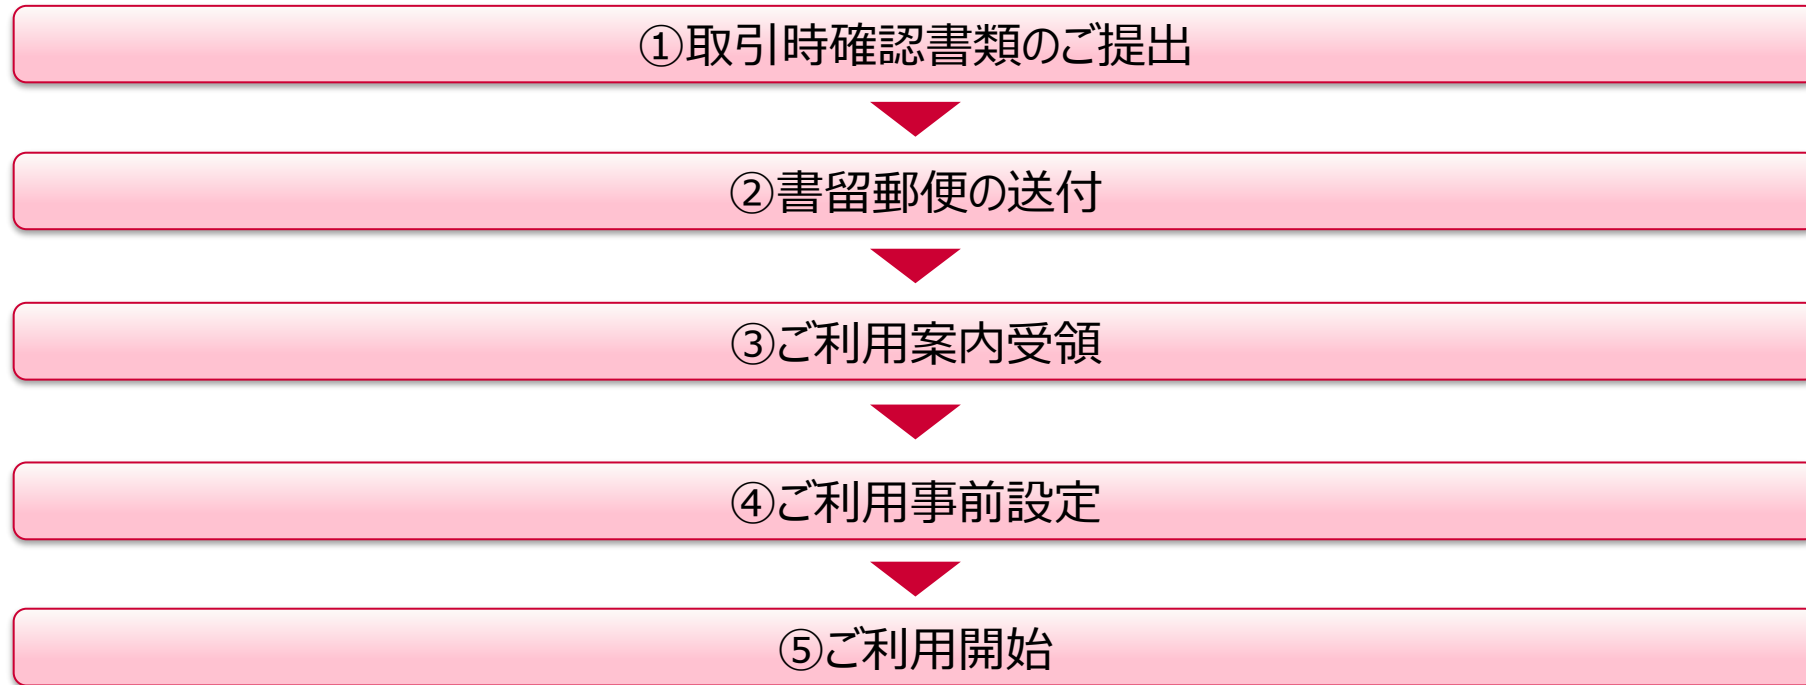 ①取引時確認書類のご提出
②書留郵便の送付
③ご利用案内受領
④ご利用事前設定
⑤ご利用開始